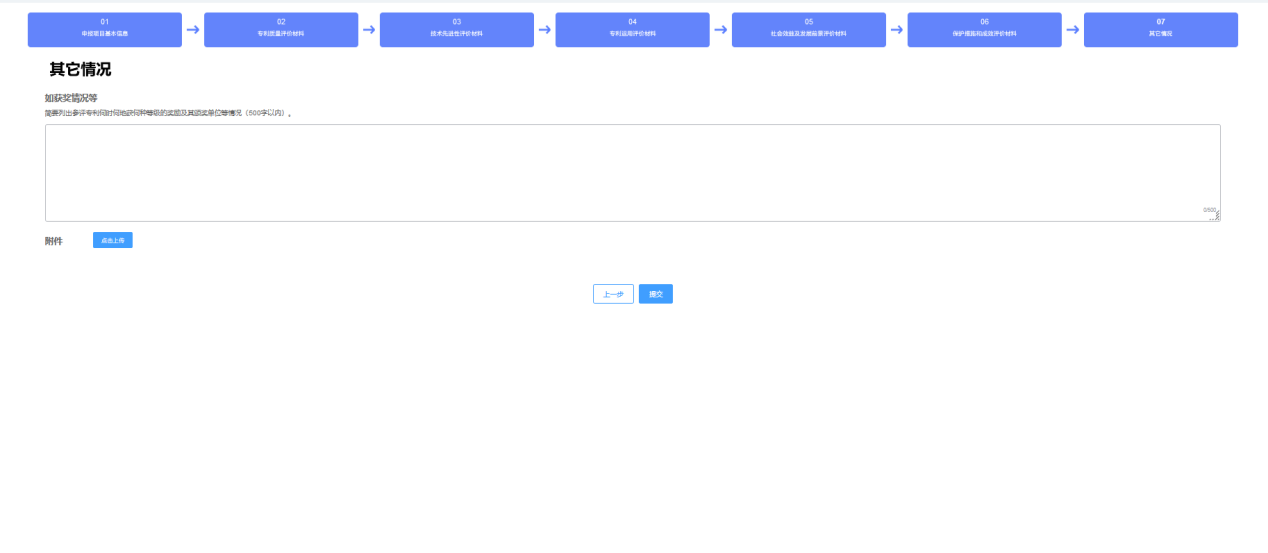 01
申报项目基本信息
02
专利质量评价材料
03
技术先进性评价材料
04
专利运用评价材料
05
社会效益及发展前景评价材料
06
保护措施和成效评价材料
07
其它情况
其它情况
如获奖情况等
简要列出参评专利何时何地获何种等级的奖励及其颁奖单位等情况（500字以内）。
0/500
附件
点击上传
上一步
提交